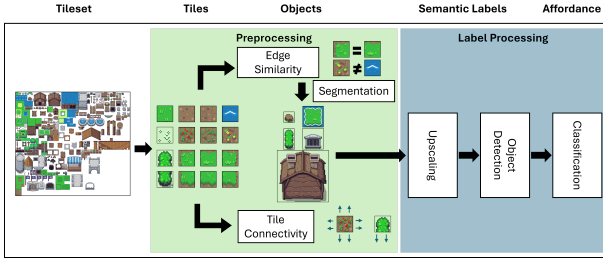 Tileset
Tiles
Objects
Semantic Labels
Affordance
Preprocessing
Label Processing
Edge
Similarity
=
≠
Segmentation
Tile
Connectivity
Upscaling
Object
Detection
Classification